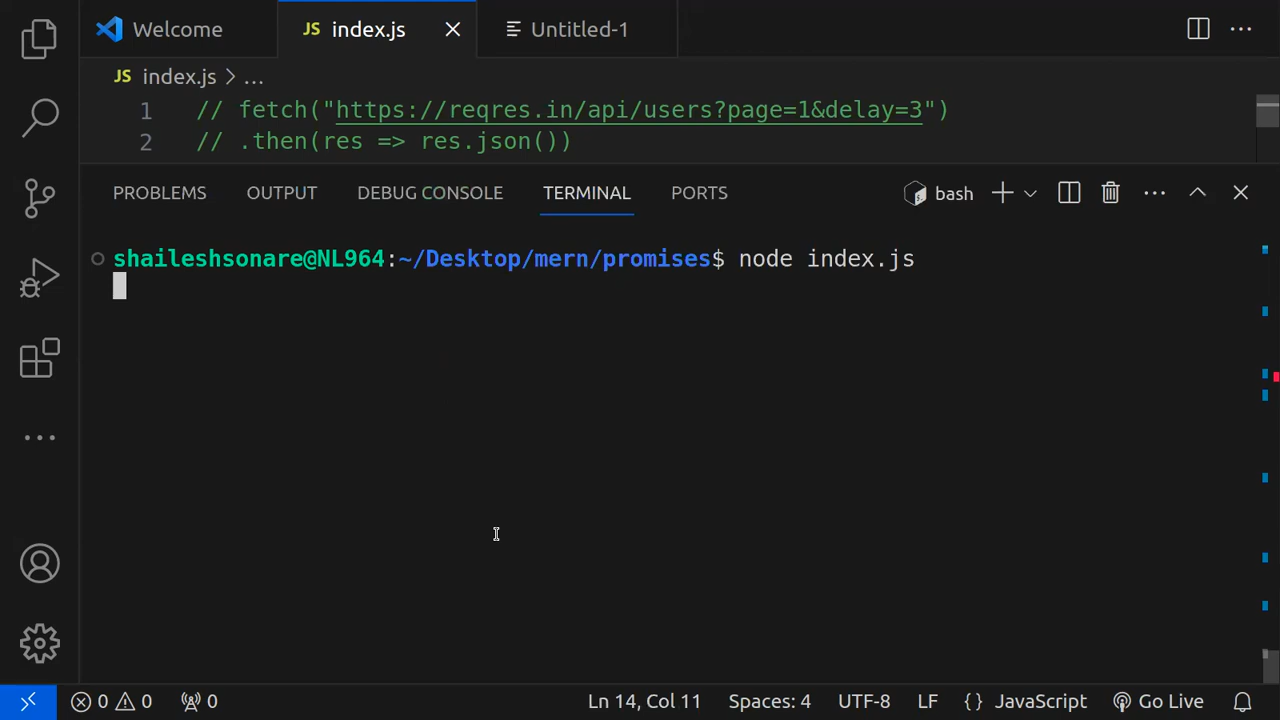 Welcome
JS index.js
Untitled-1
JS index.js > ...
1 // fetch("https://reqres.in/api/users?page=1&delay=3")
2 // .then(res => res.json())
PROBLEMS OUTPUT DEBUG CONSOLE TERMINAL PORTS
bash
shaileshsonare@NL964:~/Desktop/mern/promises$ node index.js
0 0 0 Ln 14, Col 11 Spaces: 4 UTF-8 LF {} JavaScript Go Live